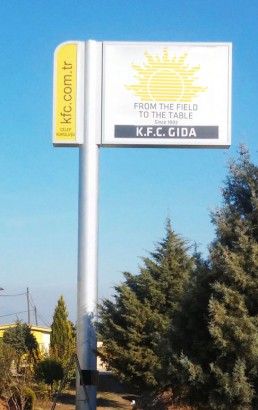 kfc.com.tr
FROM THE FIELD
TO THE TABLE
Since 1993
K.F.C. GIDA